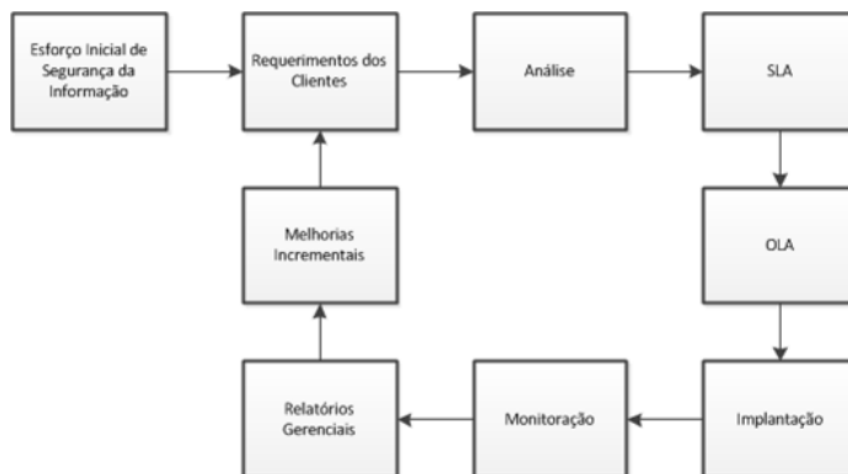 Esforço Inicial de
Segurança da
Informação
Requerimentos dos
Clientes
Análise
SLA
Melhorias
Incrementais
OLA
Relatórios
Gerenciais
Monitoração
Implantação